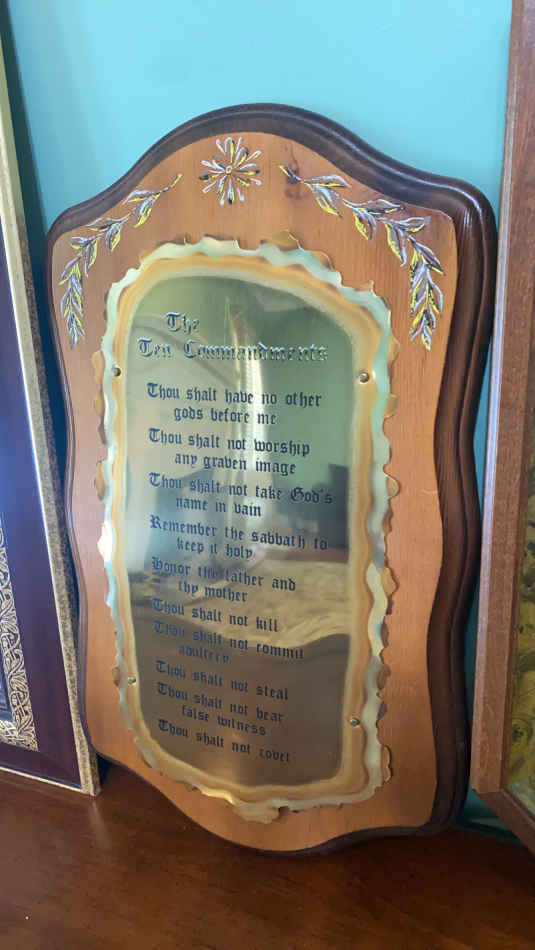 The
Ten Commandments
Thou shalt have no other
gods before me
Thou shalt not worship
any graven image
Thou shalt not take God's
name in vain
Remember the sabbath to
keep it holy
Honor the father and
thy mother
Thou shalt not kill
Thou shalt not commit
adultery
Thou shalt not steal
Thou shalt not bear
false witness
Thou shalt not covet